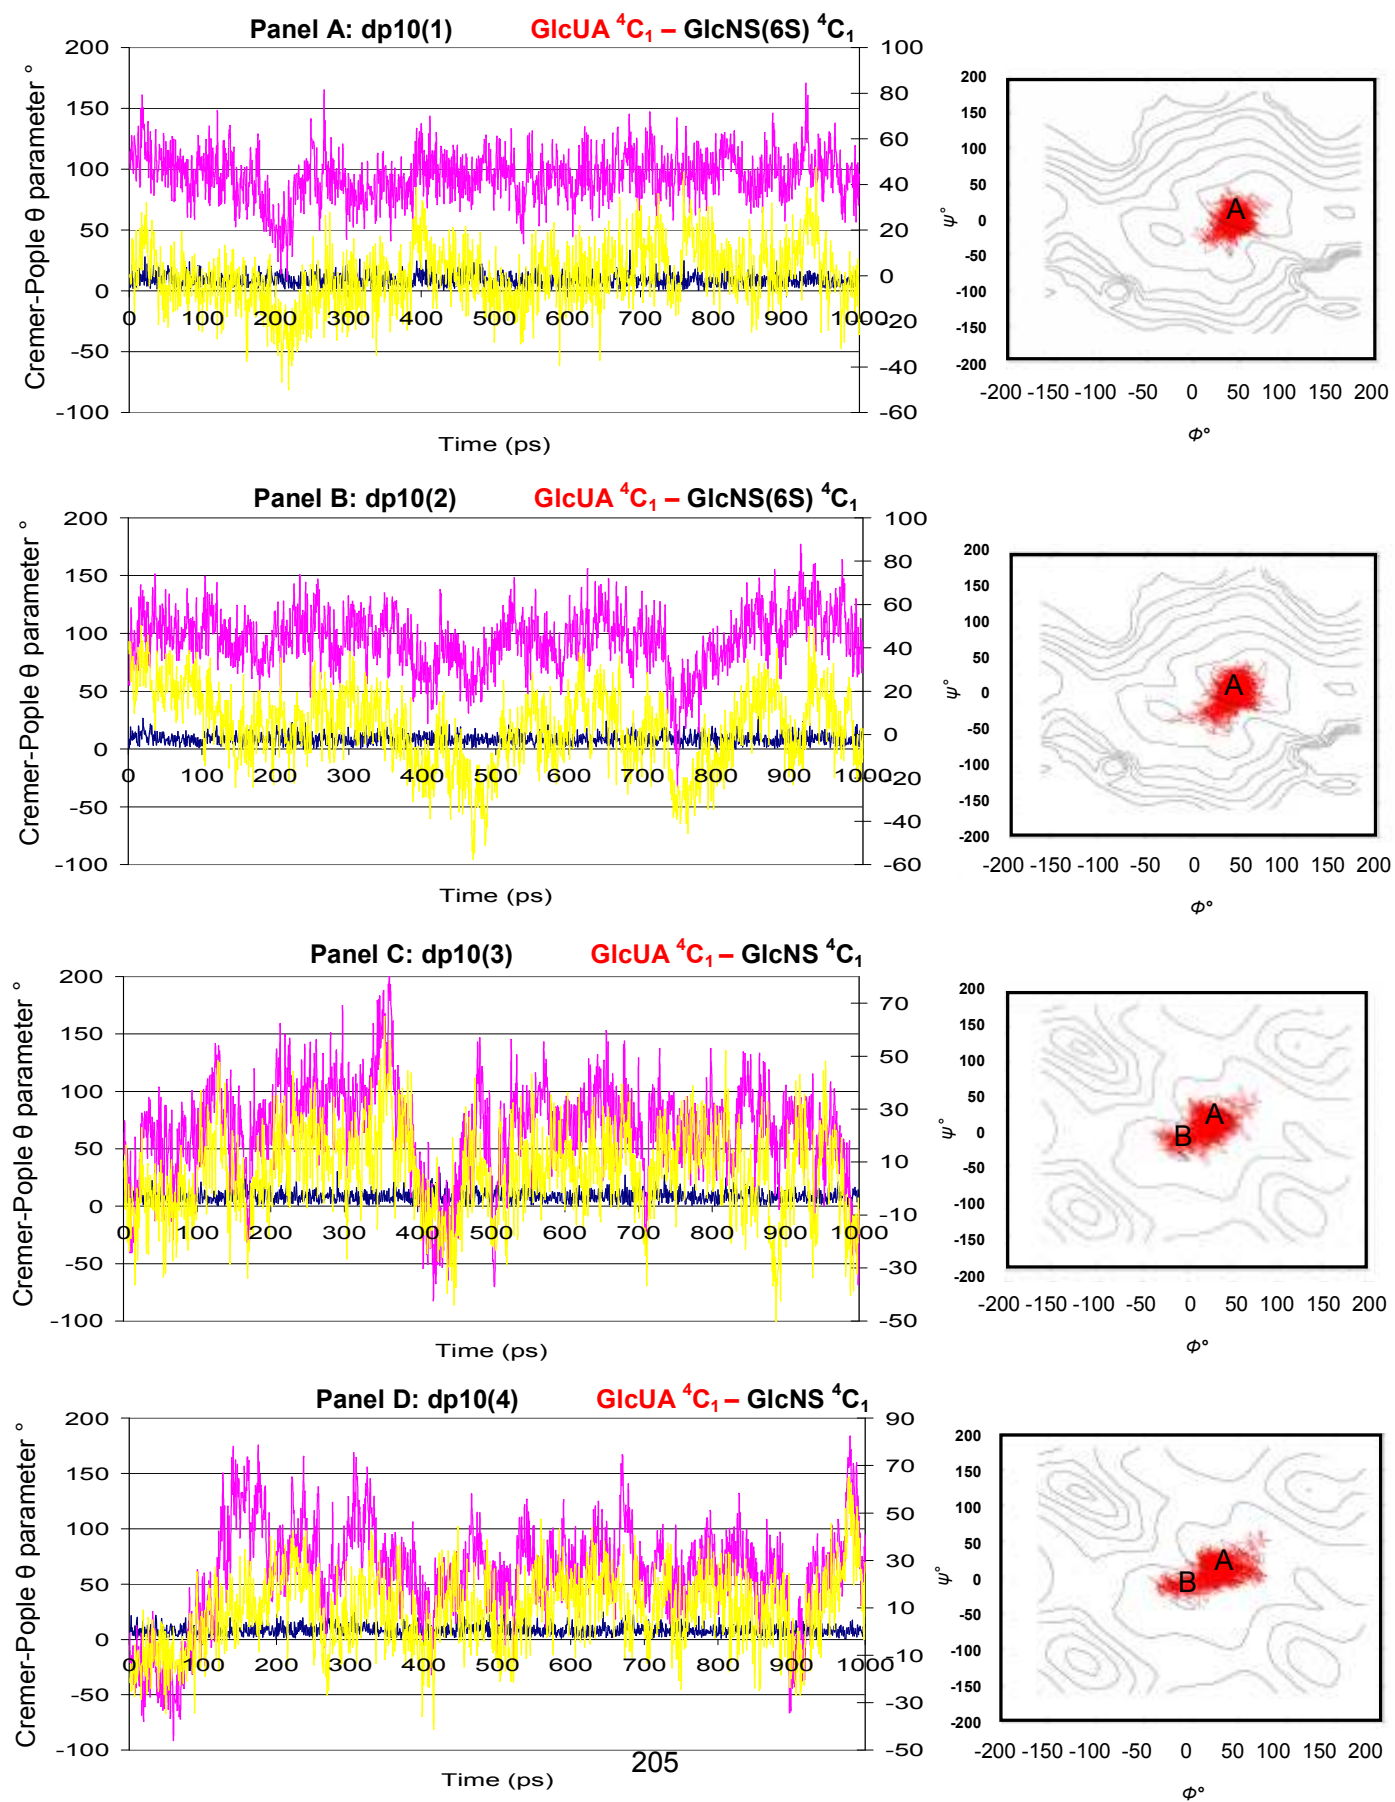 Panel A: dp10(1) GlcUA ⁴C₁ – GlcNS(6S) ⁴C₁
Cremer-Pople θ parameter °
200
150
100
50
0
-50
-100
0 100 200 300 400 500 600 700 800 900 1000
100
80
60
40
20
0
-20
-40
-60
Time (ps)
ψ°
200
150
100
50
0
-50
-100
-150
-200
A
-200 -150 -100 -50 0 50 100 150 200
Φ°
Panel B: dp10(2) GlcUA ⁴C₁ – GlcNS(6S) ⁴C₁
Cremer-Pople θ parameter °
200
150
100
50
0
-50
-100
0 100 200 300 400 500 600 700 800 900 1000
100
80
60
40
20
0
-20
-40
-60
Time (ps)
ψ°
200
150
100
50
0
-50
-100
-150
-200
A
-200 -150 -100 -50 0 50 100 150 200
Φ°
Panel C: dp10(3) GlcUA ⁴C₁ – GlcNS ⁴C₁
Cremer-Pople θ parameter °
200
150
100
50
0
-50
-100
0 100 200 300 400 500 600 700 800 900 1000
70
50
30
10
-10
-30
-50
Time (ps)
ψ°
200
150
100
50
0
-50
-100
-150
-200
A
B
-200 -150 -100 -50 0 50 100 150 200
Φ°
Panel D: dp10(4) GlcUA ⁴C₁ – GlcNS ⁴C₁
Cremer-Pople θ parameter °
200
150
100
50
0
-50
-100
0 100 200 300 400 500 600 700 800 900 1000
90
70
50
30
10
-10
-30
-50
Time (ps)
ψ°
200
150
100
50
0
-50
-100
-150
-200
A
B
-200 -150 -100 -50 0 50 100 150 200
Φ°
205